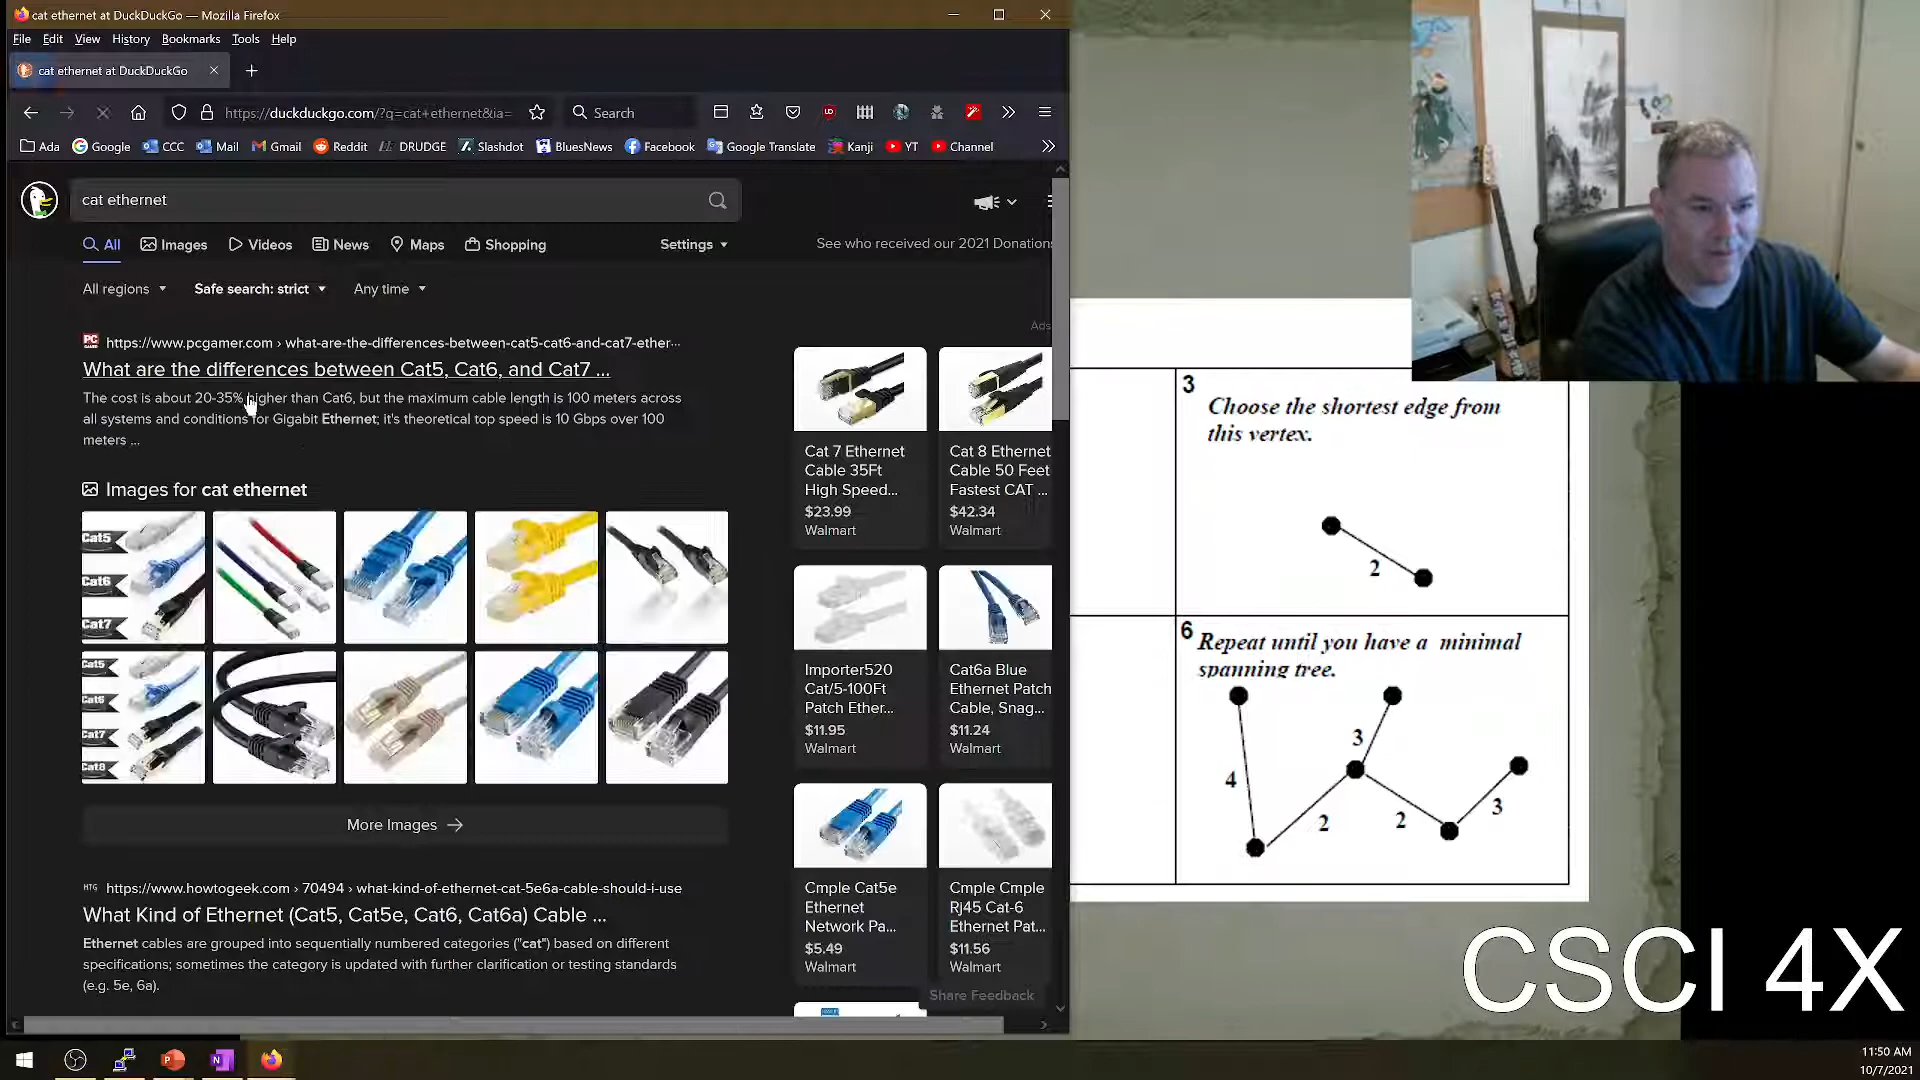 cat ethernet at DuckDuckGo — Mozilla Firefox
File Edit View History Bookmarks Tools Help
cat ethernet at DuckDuckGo
https://duckduckgo.com/?q=cat+ethernet&ia=
Search
Ada Google CCC Mail Gmail Reddit DRUDGE Slashdot BluesNews Facebook Google Translate Kanji YT Channel
cat ethernet
All Images Videos News Maps Shopping Settings
See who received our 2021 Donation
All regions Safe search: strict Any time
Ads
https://www.pcgamer.com › what-are-the-differences-between-cat5-cat6-and-cat7-ether...
What are the differences between Cat5, Cat6, and Cat7 ...
The cost is about 20-35% higher than Cat6, but the maximum cable length is 100 meters across
all systems and conditions for Gigabit Ethernet; it's theoretical top speed is 10 Gbps over 100
meters ...
Images for cat ethernet
Cat5
Cat6
Cat7
Cat5
Cat6
Cat7
Cat8
More Images
HTG https://www.howtogeek.com › 70494 › what-kind-of-ethernet-cat-5e6a-cable-should-i-use
What Kind of Ethernet (Cat5, Cat5e, Cat6, Cat6a) Cable ...
Ethernet cables are grouped into sequentially numbered categories ("cat") based on different
specifications; sometimes the category is updated with further clarification or testing standards
(e.g. 5e, 6a).
Cat 7 Ethernet
Cable 35Ft
High Speed...
$23.99
Walmart
Cat 8 Ethernet
Cable 50 Feet
Fastest CAT ...
$42.34
Walmart
Importer520
Cat/5-100Ft
Patch Ether...
$11.95
Walmart
Cat6a Blue
Ethernet Patch
Cable, Snag...
$11.24
Walmart
Cmple Cat5e
Ethernet
Network Pa...
$5.49
Walmart
Cmple Cmple
Rj45 Cat-6
Ethernet Pat...
$11.56
Walmart
Share Feedback
3
Choose the shortest edge from
this vertex.
2
6
Repeat until you have a minimal
spanning tree.
3
4
2
2
3
CSCI 4X
11:50 AM
10/7/2021